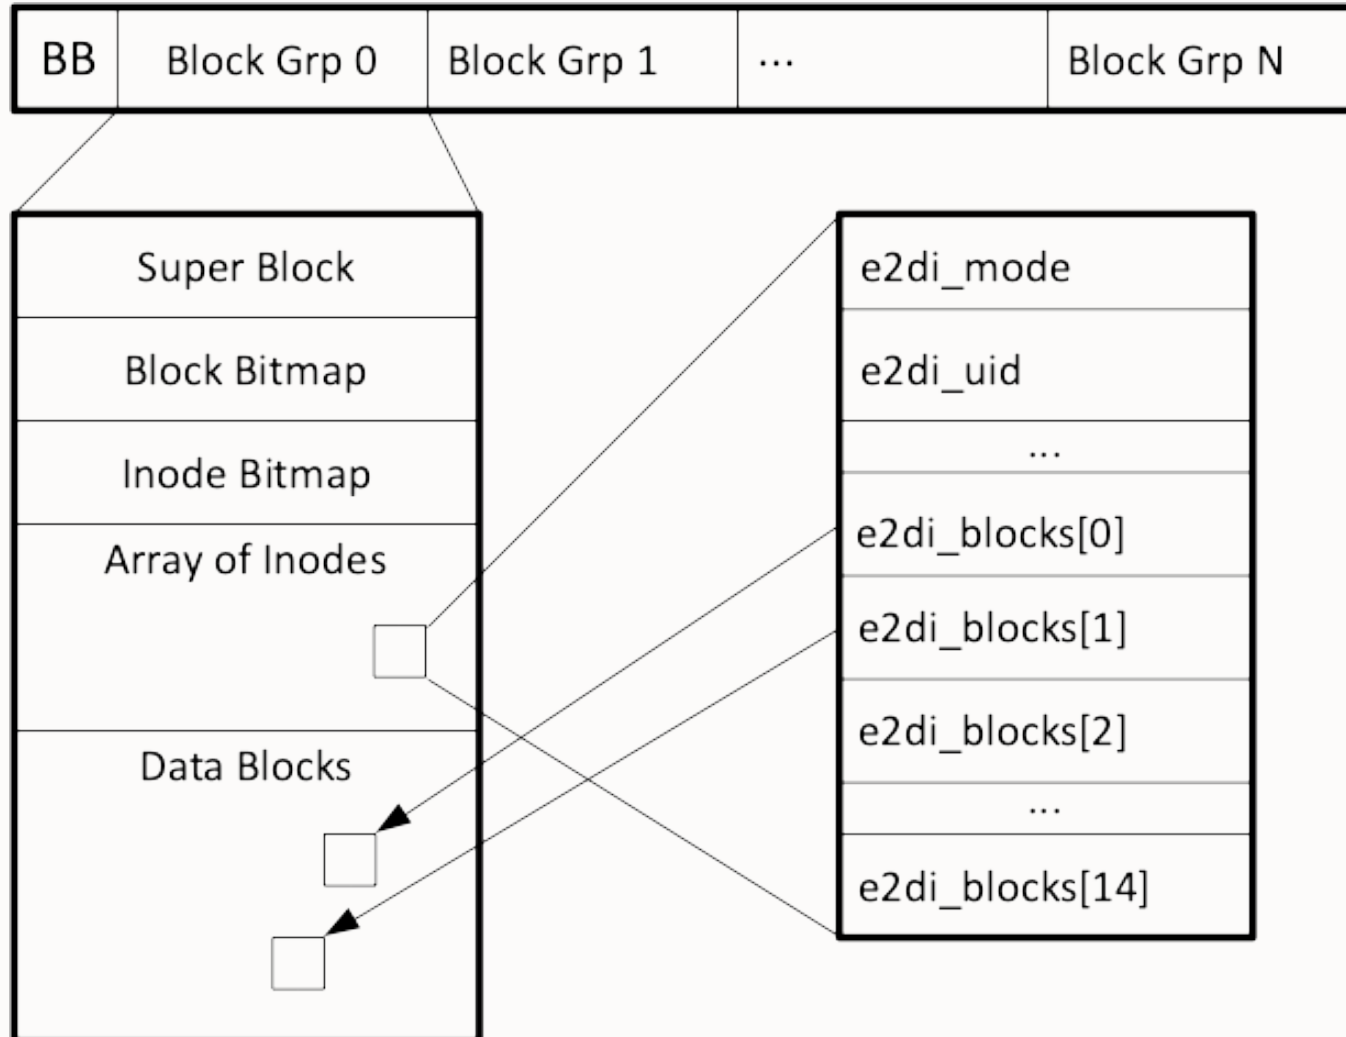 BB Block Grp 0 Block Grp 1 ... Block Grp N
Super Block
Block Bitmap
Inode Bitmap
Array of Inodes
Data Blocks
e2di_mode
e2di_uid
...
e2di_blocks[0]
e2di_blocks[1]
e2di_blocks[2]
...
e2di_blocks[14]